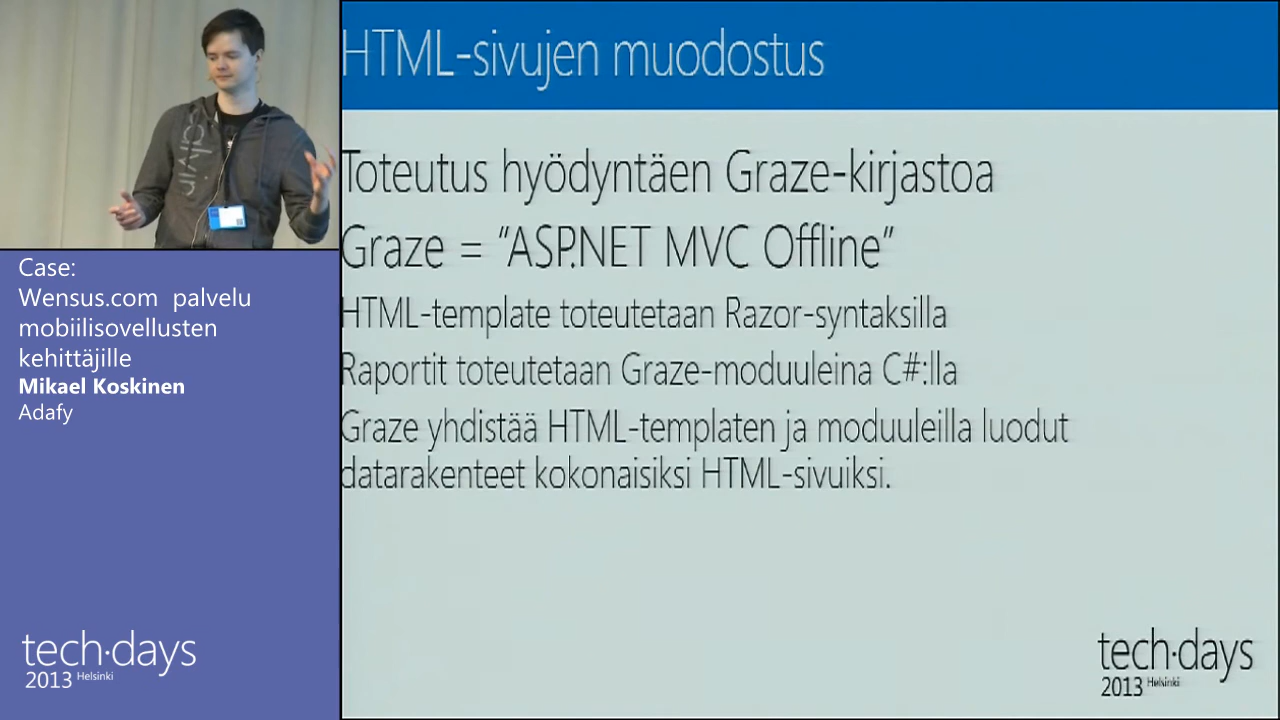 HTML-sivujen muodostus
Toteutus hyödyntäen Graze-kirjastoa
Graze = "ASP.NET MVC Offline"
HTML-template toteutetaan Razor-syntaksilla
Raportit toteutetaan Graze-moduuleina C#:lla
Graze yhdistää HTML-templaten ja moduuleilla luodut
datarakenteet kokonaisiksi HTML-sivuiksi.
calvin
Case:
Wensus.com palvelu
mobiilisovellusten
kehittäjille
Mikael Koskinen
Adafy
tech·days
2013 Helsinki
tech·days
2013 Helsinki